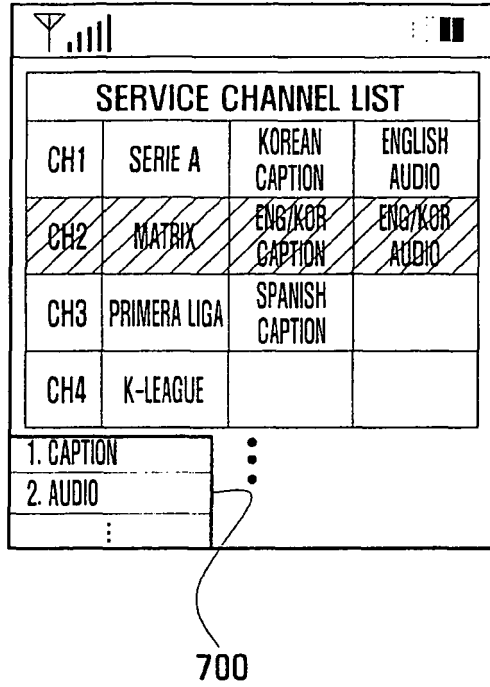 SERVICE CHANNEL LIST
CH1 SERIE A KOREAN CAPTION ENGLISH AUDIO
CH2 MATRIX ENG/KOR CAPTION ENG/KOR AUDIO
CH3 PRIMERA LIGA SPANISH CAPTION
CH4 K-LEAGUE
1. CAPTION
2. AUDIO
700